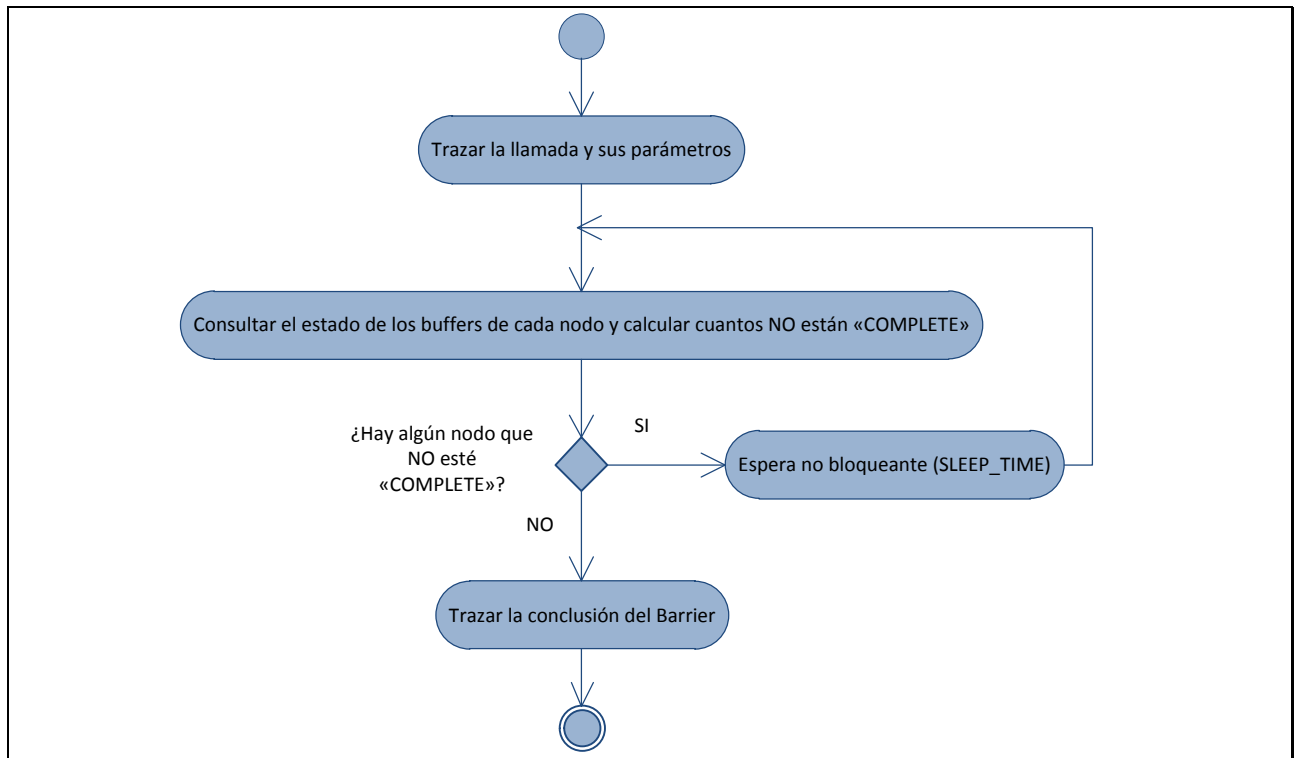 Trazar la llamada y sus parámetros
Consultar el estado de los buffers de cada nodo y calcular cuantos NO están «COMPLETE»
¿Hay algún nodo que
NO esté
«COMPLETE»?
SI
Espera no bloqueante (SLEEP_TIME)
NO
Trazar la conclusión del Barrier